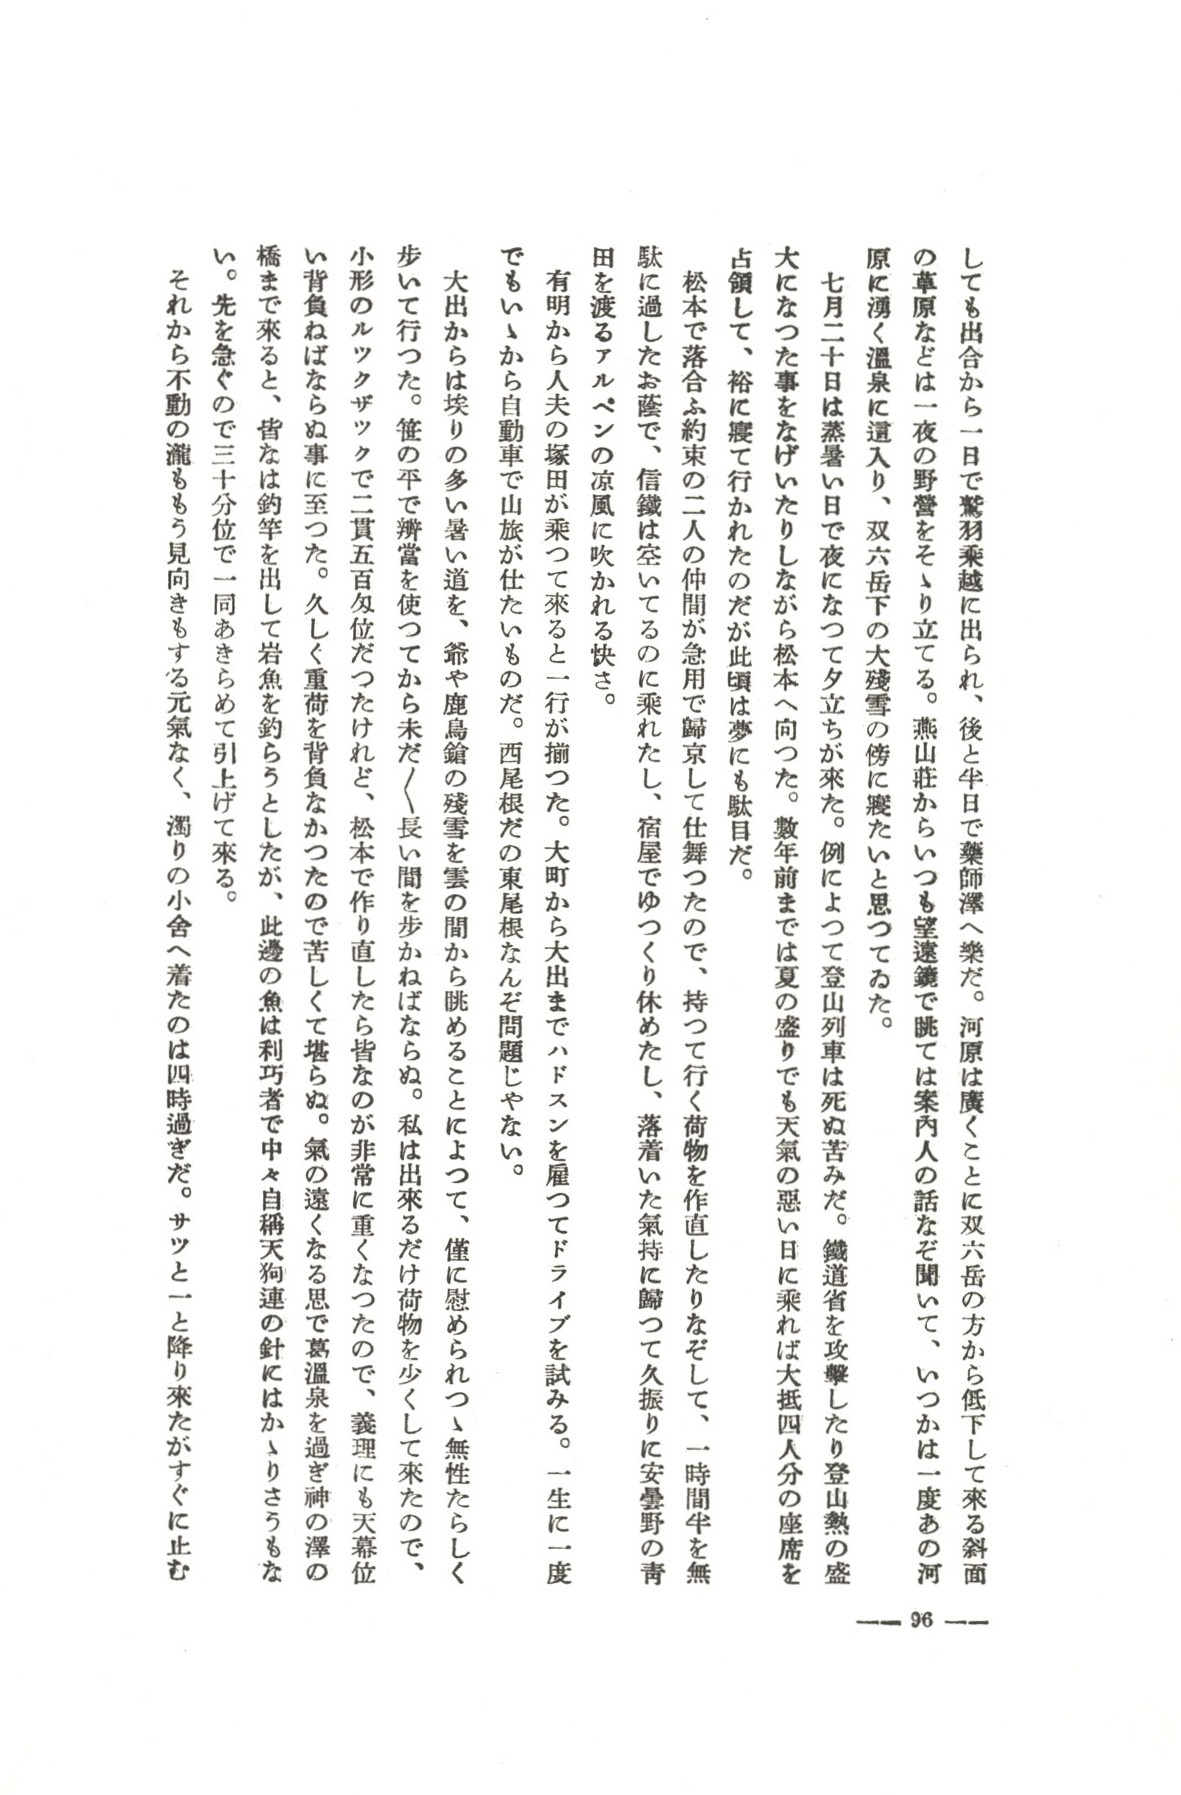 しても出合から一日で鷲羽乘越に出られ、後と半日で藥師澤へ樂だ。河原は廣くことに双六岳の方から低下して來る斜面
の草原などは一夜の野營をそゝり立てる。燕山莊からいつも望遠鏡で眺ては案內人の話なぞ聞いて、いつかは一度あの河
原に湧く溫泉に這入り、双六岳下の大殘雪の傍に寢たいと思つてゐた。
七月二十日は蒸暑い日で夜になつて夕立ちが來た。例によつて登山列車は死ぬ苦みだ。鐵道省を攻擊したり登山熱の盛
大になつた事をなげいたりしながら松本へ向つた。數年前までは夏の盛りでも天氣の惡い日に乘れば大抵四人分の座席を
占領して、裕に寢て行かれたのだが此頃は夢にも駄目だ。
松本で落合ふ約束の二人の仲間が急用で歸京して仕舞つたので、持つて行く荷物を作直したりなぞして、一時間半を無
駄に過したお蔭で、信鐵は空いてるのに乘れたし、宿屋でゆつくり休めたし、落着いた氣持に歸つて久振りに安曇野の靑
田を渡るアルペンの凉風に吹かれる快さ。
有明から人夫の塚田が乘つて來ると一行が揃つた。大町から大出までハドスンを雇つてドライブを試みる。一生に一度
でもいゝから自動車で山旅が仕たいものだ。西尾根だの東尾根なんぞ問題じやない。
大出からは埃りの多い暑い道を、爺や鹿島鎗の殘雪を雲の間から眺めることによつて、僅に慰められつゝ無性たらしく
步いて行つた。笹の平で辨當を使つてから未だ〱長い間を步かねばならぬ。私は出來るだけ荷物を少くして來たので、
小形のルツクザツクで二貫五百匁位だつたけれど、松本で作り直したら皆なのが非常に重くなつたので、義理にも天幕位
い背負ねばならぬ事に至つた。久しく重荷を背負なかつたので苦しくて堪らぬ。氣の遠くなる思で葛溫泉を過ぎ神の澤の
橋まで來ると、皆なは釣竿を出して岩魚を釣らうとしたが、此邊の魚は利巧者で中々自稱天狗連の針にはかゝりさうもな
い。先を急ぐので三十分位で一同あきらめて引上げて來る。
それから不動の瀧ももう見向きもする元氣なく、濁りの小舍へ着たのは四時過ぎだ。サツと一と降り來たがすぐに止む
— 96 —